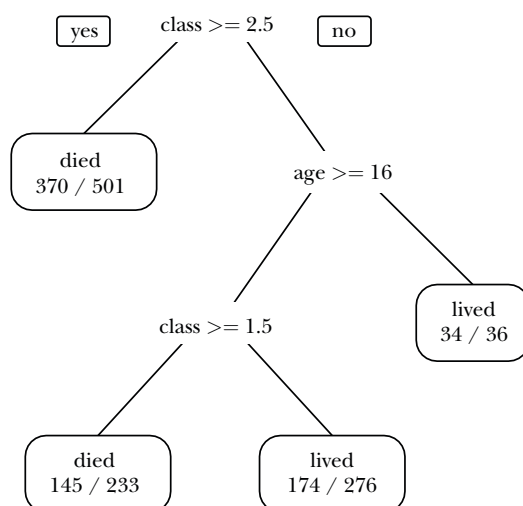 yes
class >= 2.5
no
died
370 / 501
age >= 16
lived
34 / 36
class >= 1.5
died
145 / 233
lived
174 / 276